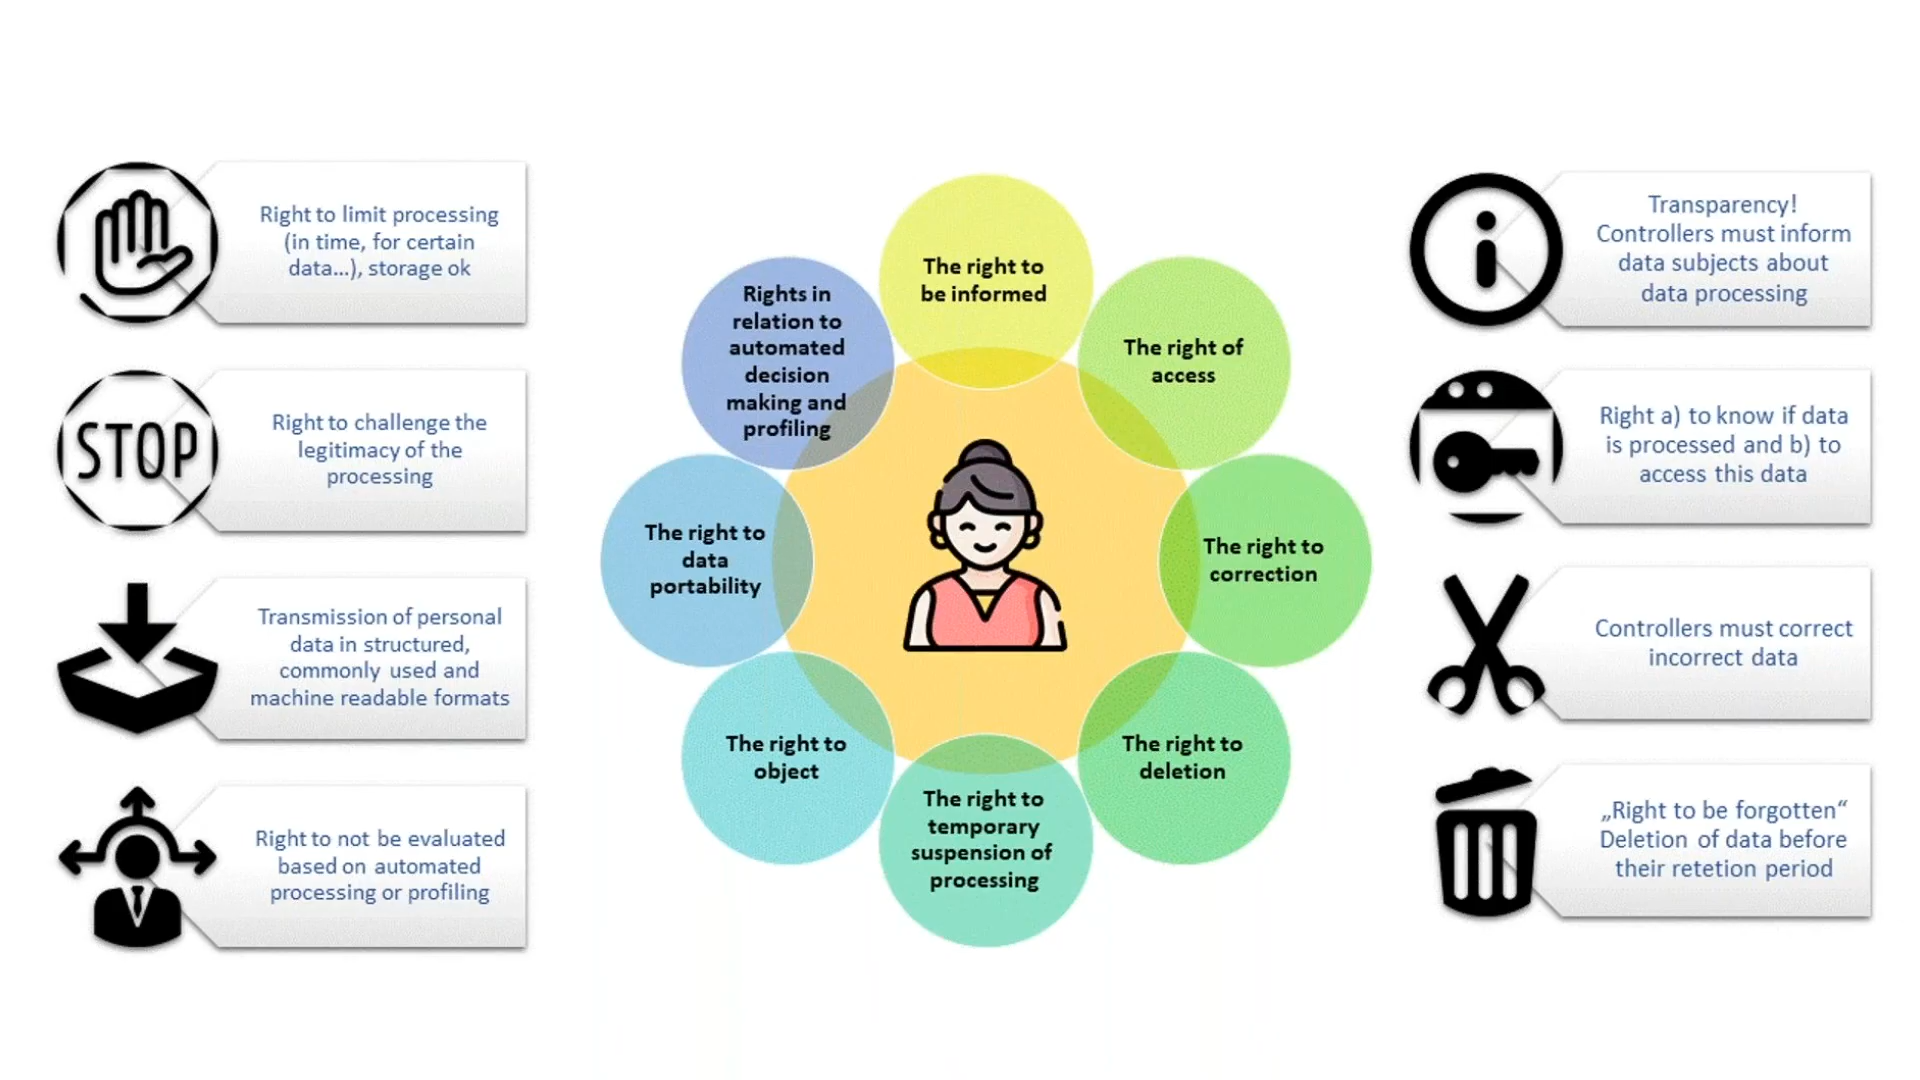 Right to limit processing
(in time, for certain
data...), storage ok
STOP
Right to challenge the
legitimacy of the
processing
Transmission of personal
data in structured,
commonly used and
machine readable formats
Right to not be evaluated
based on automated
processing or profiling
The right to
be informed
The right of
access
The right to
correction
The right to
deletion
The right to
temporary
suspension of
processing
The right to
object
The right to
data
portability
Rights in
relation to
automated
decision
making and
profiling
i
Transparency!
Controllers must inform
data subjects about
data processing
Right a) to know if data
is processed and b) to
access this data
Controllers must correct
incorrect data
„Right to be forgotten“
Deletion of data before
their retetion period